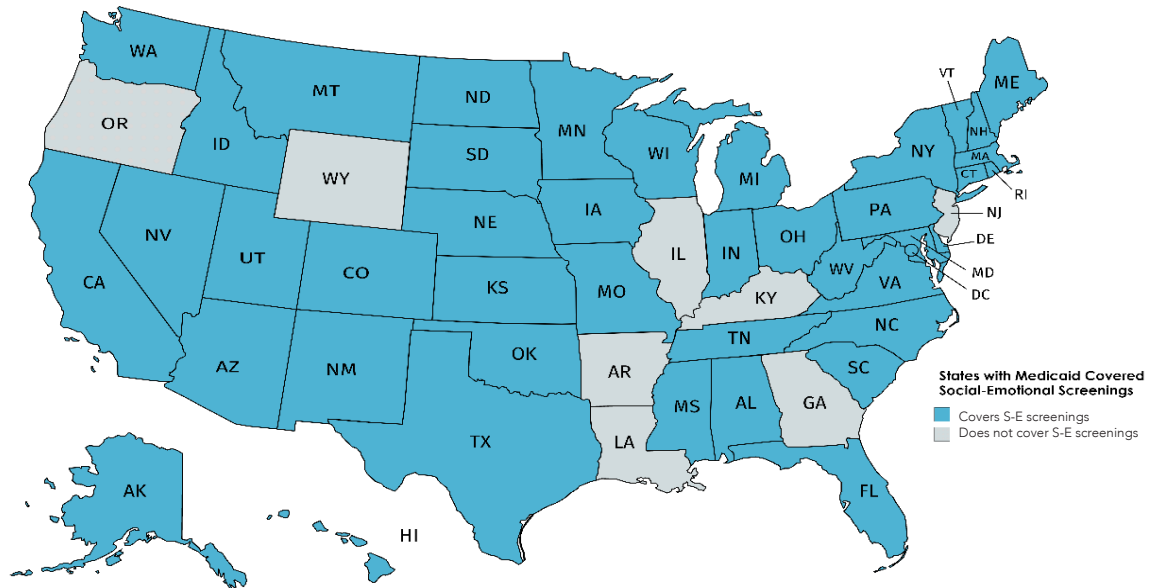 WA
MT
ND
MN
VT
ME
OR
ID
SD
WI
MI
NY
NH
MA
CT
RI
WY
NE
IA
PA
NJ
NV
UT
CO
IL
IN
OH
DE
CA
KS
MO
WV
VA
MD
DC
KY
NC
TN
AZ
NM
OK
AR
SC
MS
AL
GA
TX
LA
FL
AK
HI
States with Medicaid Covered
Social-Emotional Screenings
Covers S-E screenings
Does not cover S-E screenings